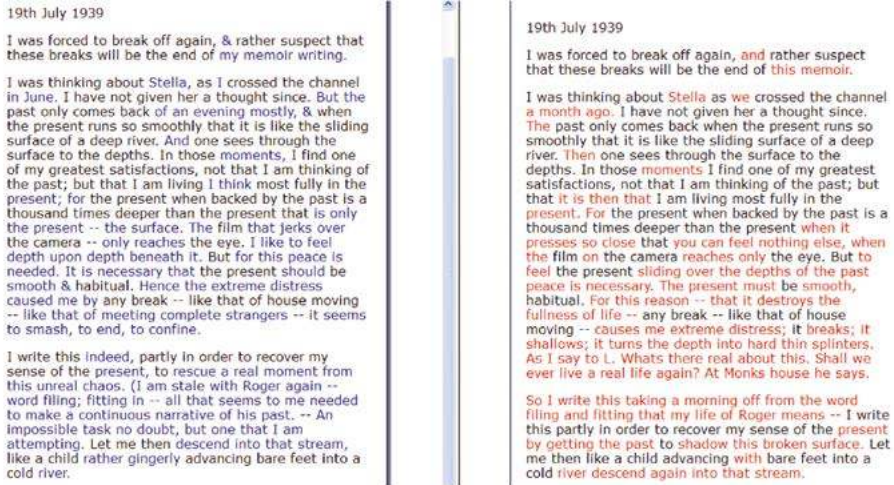 19th July 1939
I was forced to break off again, & rather suspect that
these breaks will be the end of my memoir writing.
I was thinking about Stella, as I crossed the channel
in June. I have not given her a thought since. But the
past only comes back of an evening mostly, & when
the present runs so smoothly that it is like the sliding
surface of a deep river. And one sees through the
surface to the depths. In those moments, I find one
of my greatest satisfactions, not that I am thinking of
the past; but that I am living I think most fully in the
present; for the present when backed by the past is a
thousand times deeper than the present that is only
the present -- the surface. The film that jerks over
the camera -- only reaches the eye. I like to feel
depth upon depth beneath it. But for this peace is
needed. It is necessary that the present should be
smooth & habitual. Hence the extreme distress
caused me by any break -- like that of house moving
-- like that of meeting complete strangers -- it seems
to smash, to end, to confine.
I write this indeed, partly in order to recover my
sense of the present, to rescue a real moment from
this unreal chaos. (I am stale with Roger again --
word filing; fitting in -- all that seems to me needed
to make a continuous narrative of his past. -- An
impossible task no doubt, but one that I am
attempting. Let me then descend into that stream,
like a child rather gingerly advancing bare feet into a
cold river.
19th July 1939
I was forced to break off again, and rather suspect
that these breaks will be the end of this memoir.
I was thinking about Stella as we crossed the channel
a month ago. I have not given her a thought since.
The past only comes back when the present runs so
smoothly that it is like the sliding surface of a deep
river. Then one sees through the surface to the
depths. In those moments I find one of my greatest
satisfactions, not that I am thinking of the past; but
that it is then that I am living most fully in the
present. For the present when backed by the past is a
thousand times deeper than the present when it
presses so close that you can feel nothing else, when
the film on the camera reaches only the eye. But to
feel the present sliding over the depths of the past
peace is necessary. The present must be smooth,
habitual. For this reason -- that it destroys the
fullness of life -- any break -- like that of house
moving -- causes me extreme distress; it breaks; it
shallows; it turns the depth into hard thin splinters.
As I say to L. Whats there real about this. Shall we
ever live a real life again? At Monks house he says.
So I write this taking a morning off from the word
filing and fitting that my life of Roger means -- I write
this partly in order to recover my sense of the present
by getting the past to shadow this broken surface. Let
me then like a child advancing with bare feet into a
cold river descend again into that stream.